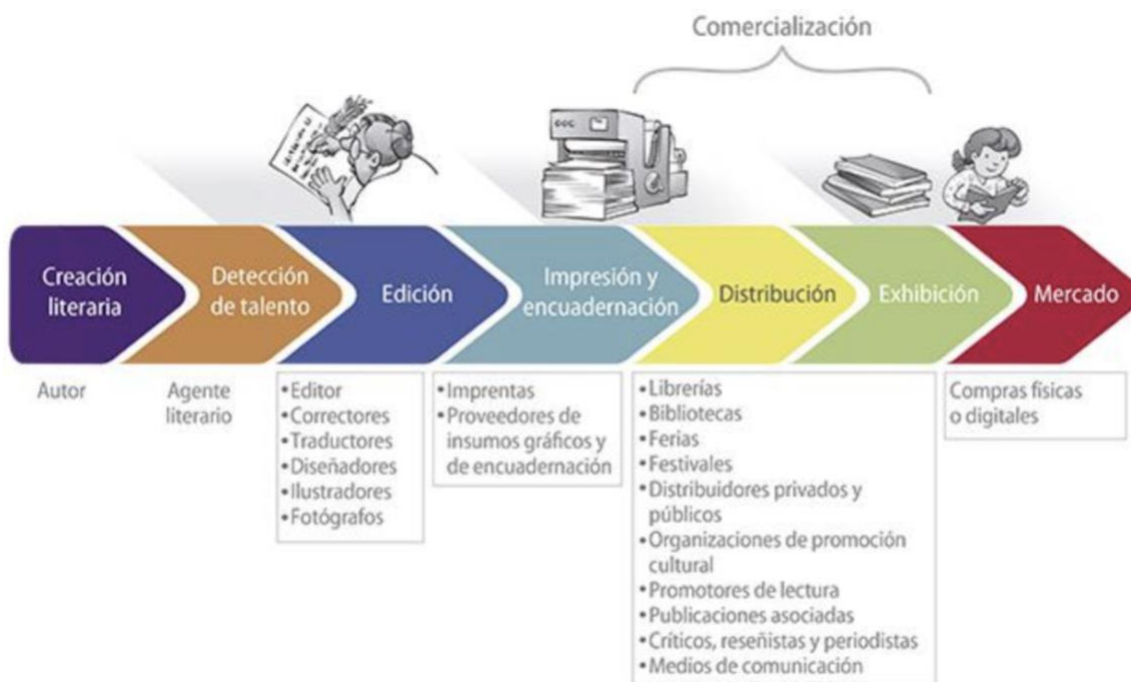 Comercialización
Creación
literaria
Detección
de talento
Edición
Impresión y
encuadernación
Distribución
Exhibición
Mercado
Autor
Agente
literario
•Editor
•Correctores
•Traductores
•Diseñadores
•Ilustradores
•Fotógrafos
•Imprentas
•Proveedores de
insumos gráficos y
de encuadernación
•Librerías
•Bibliotecas
•Ferias
•Festivales
•Distribuidores privados y
públicos
•Organizaciones de promoción
cultural
•Promotores de lectura
•Publicaciones asociadas
•Críticos, reseñistas y periodistas
•Medios de comunicación
Compras físicas
o digitales